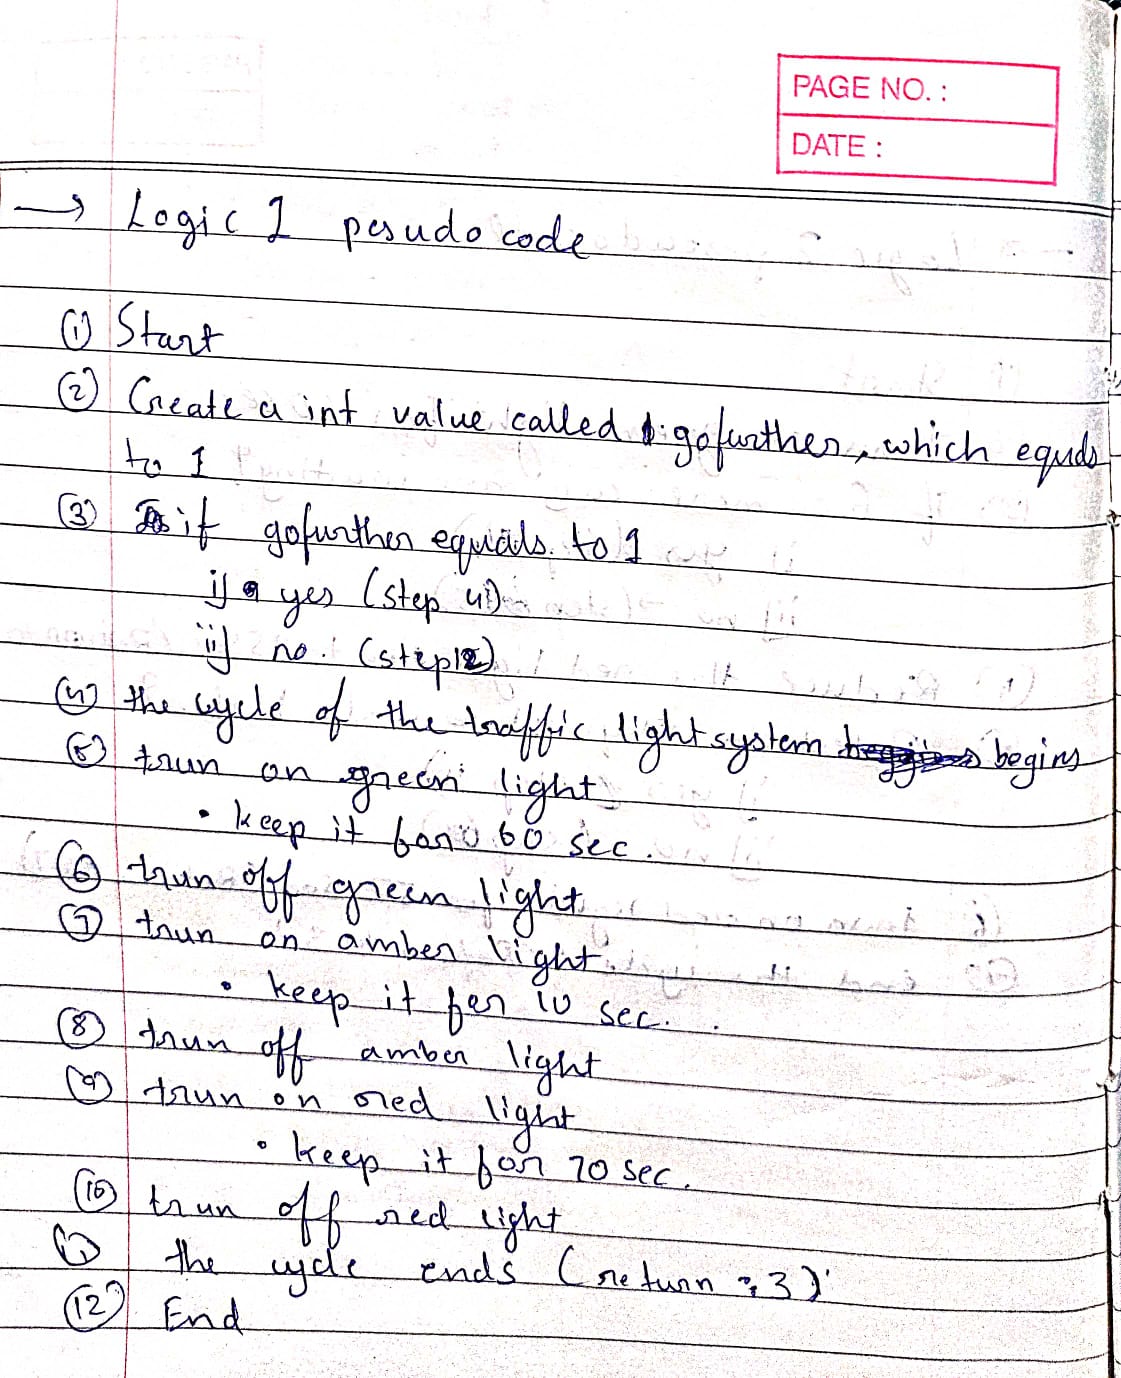 PAGE NO. :
DATE :
→ Logic 1 pesudo code
(1) Start
(2) Create a int value called gofurther, which equals
to 1
(3) if gofurther equals to 1
i) yes (step 4)
ii) no. (step12)
(4) the cycle of the traffic light system begins
(5) trun on green light
• keep it for 60 sec.
(6) trun off green light
(7) trun on amber light
• keep it for 10 sec.
(8) trun off amber light
(9) trun on red light
• keep it for 70 sec.
(10) trun off red light
(11) the cycle ends (return 3)
(12) End